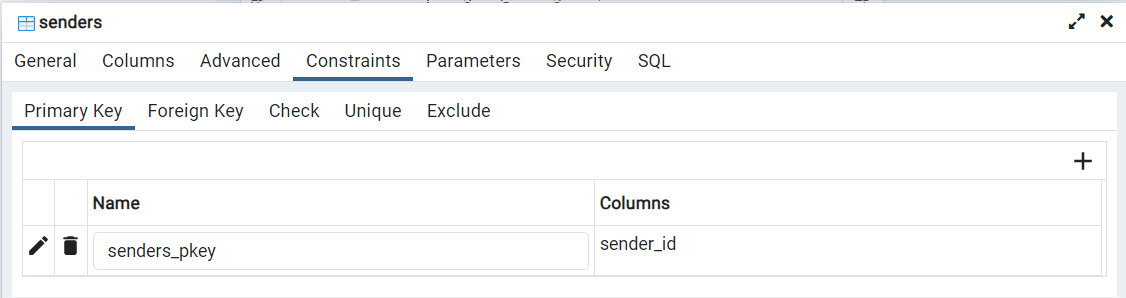 senders
General Columns Advanced Constraints Parameters Security SQL
Primary Key Foreign Key Check Unique Exclude
Name Columns
senders_pkey sender_id